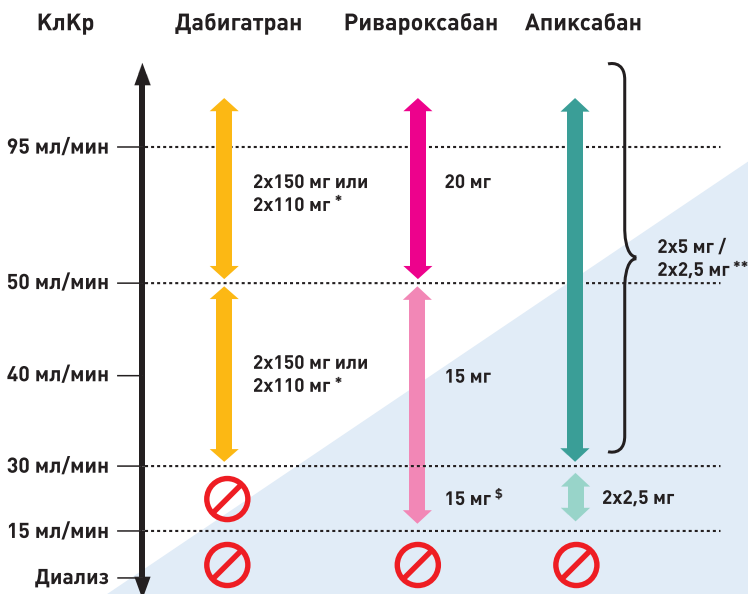 КлКр
Дабигатран
Ривароксабан
Апиксабан
95 мл/мин
2х150 мг или
2х110 мг *
20 мг
2х5 мг /
2х2,5 мг **
50 мл/мин
2х150 мг или
2х110 мг *
40 мл/мин
15 мг
30 мл/мин
15 мг $
2х2,5 мг
15 мл/мин
Диализ